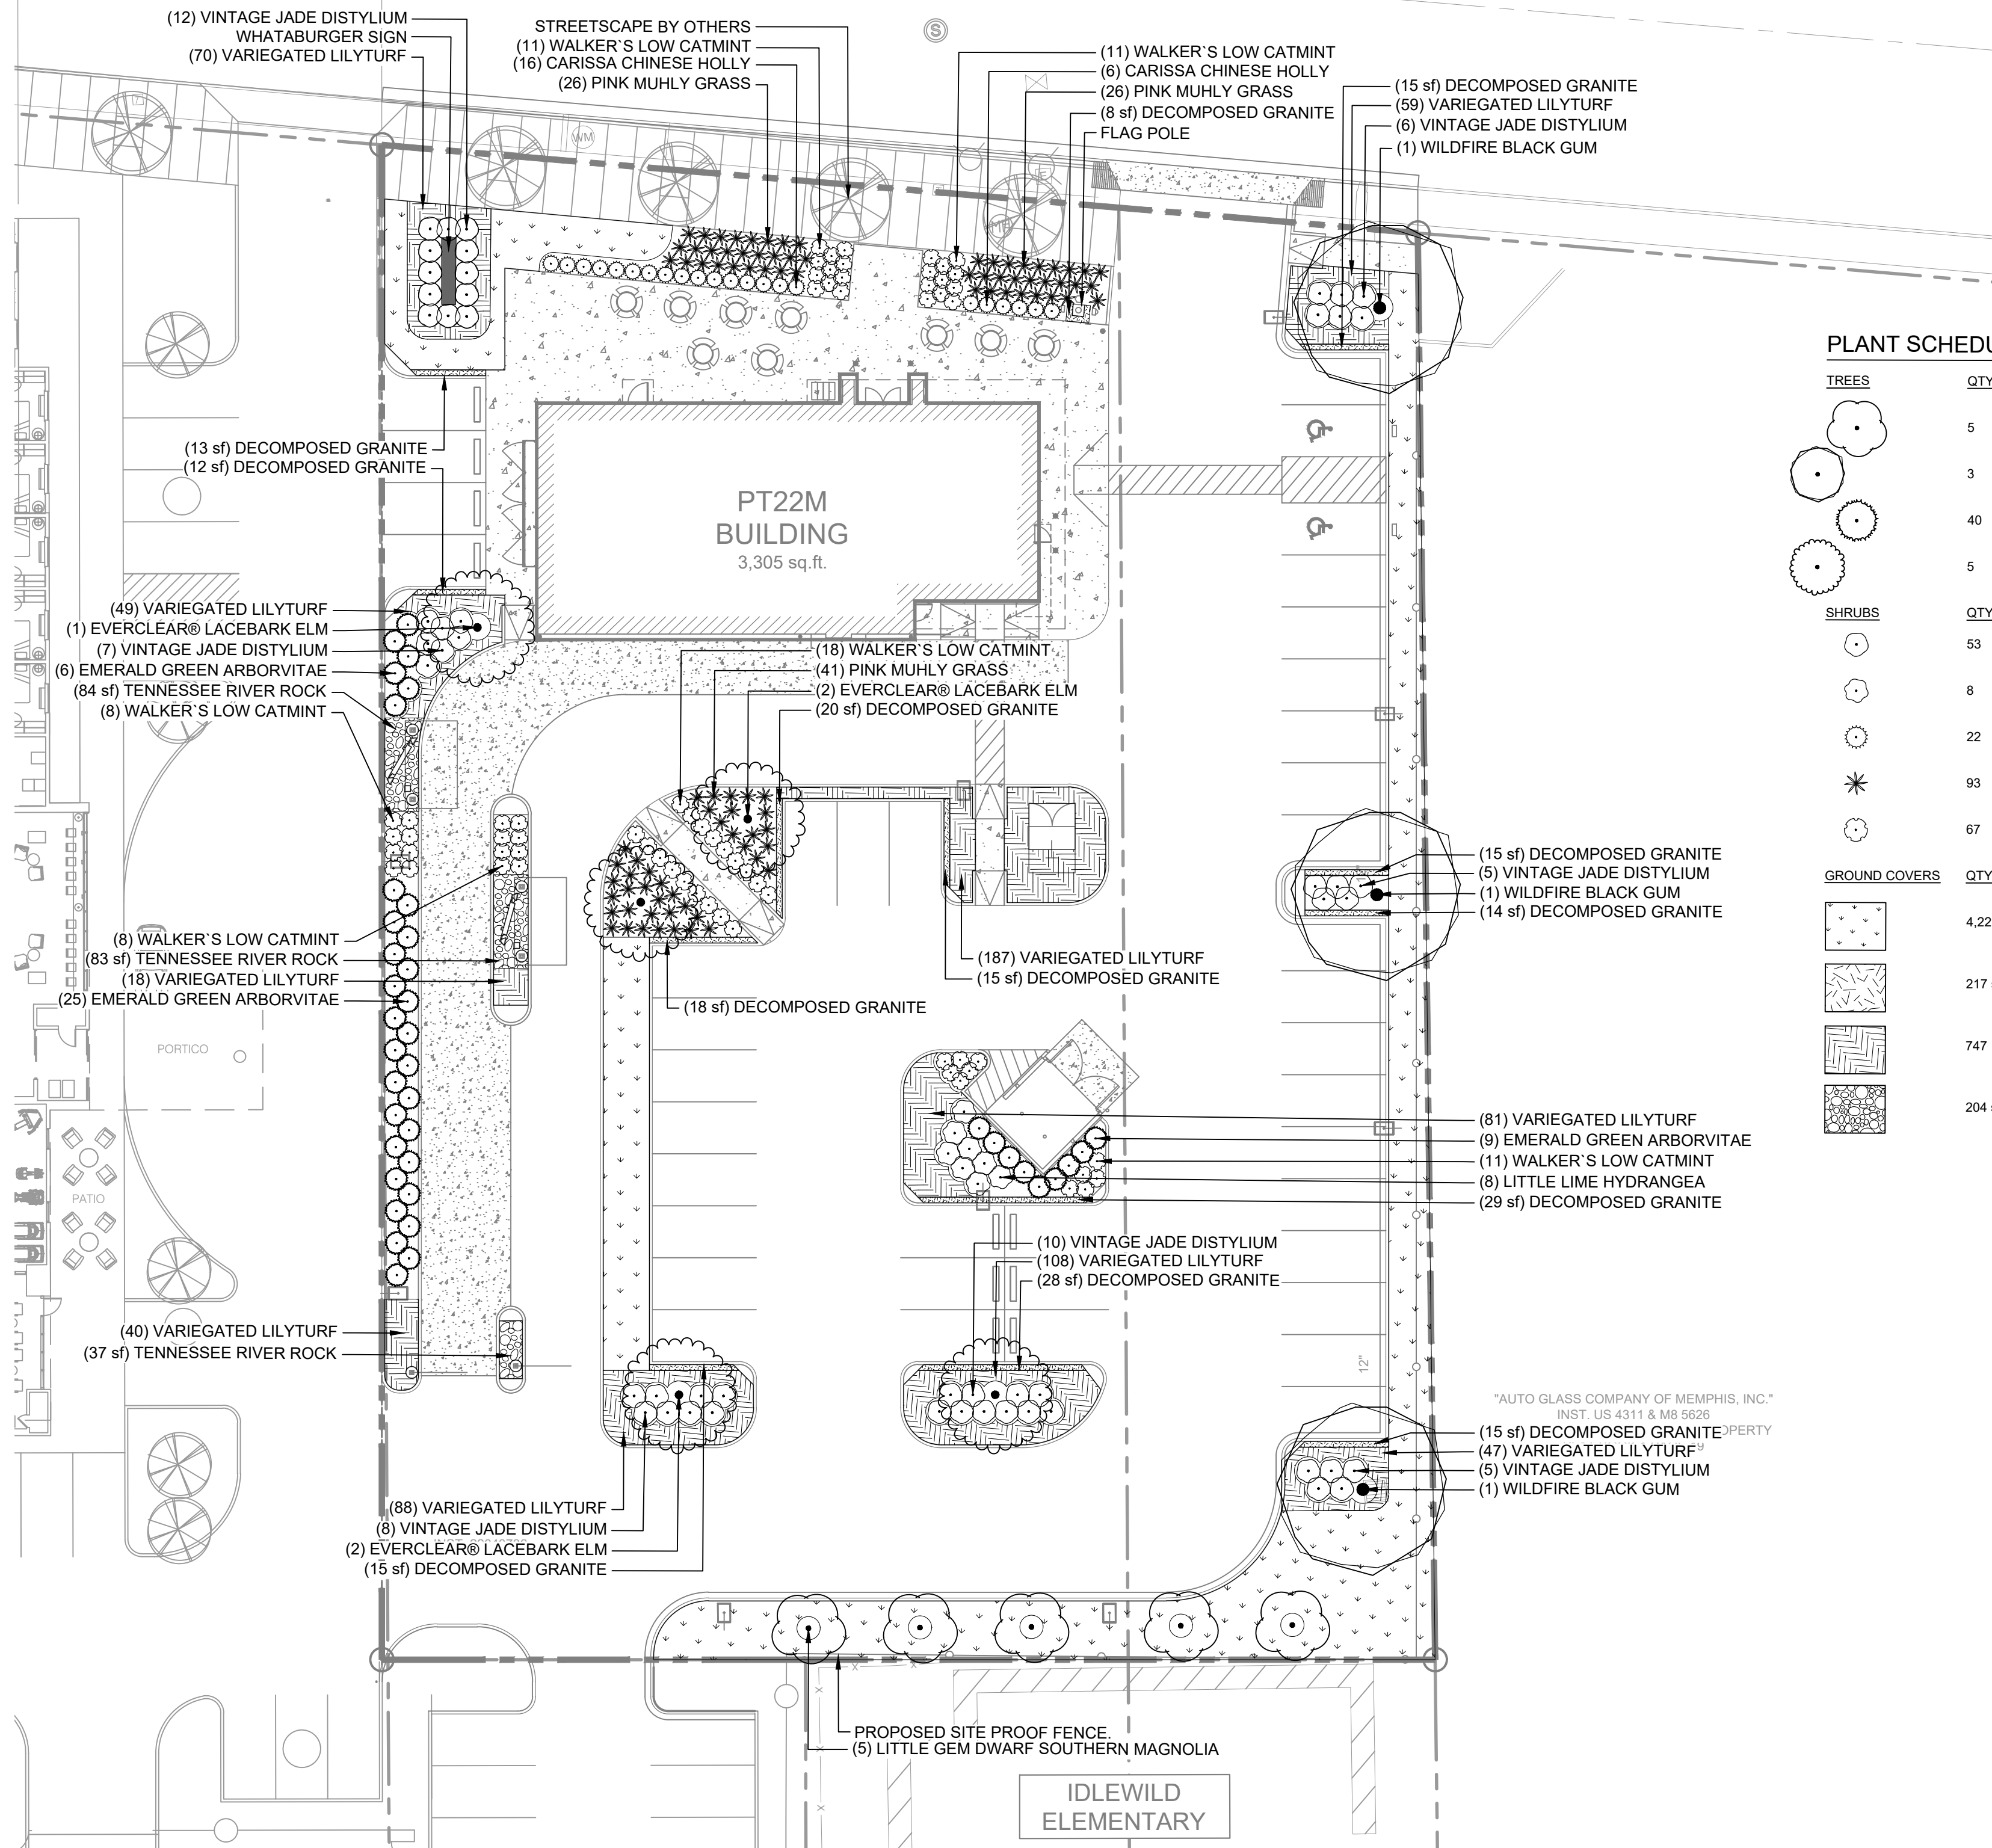 (12) VINTAGE JADE DISTYLIUM
WHATABURGER SIGN
(70) VARIEGATED LILYTURF
STREETSCAPE BY OTHERS
(11) WALKER`S LOW CATMINT
(16) CARISSA CHINESE HOLLY
(26) PINK MUHLY GRASS
S
(11) WALKER`S LOW CATMINT
(6) CARISSA CHINESE HOLLY
(26) PINK MUHLY GRASS
(8 sf) DECOMPOSED GRANITE
FLAG POLE
(15 sf) DECOMPOSED GRANITE
(59) VARIEGATED LILYTURF
(6) VINTAGE JADE DISTYLIUM
(1) WILDFIRE BLACK GUM
WM
(13 sf) DECOMPOSED GRANITE
(12 sf) DECOMPOSED GRANITE
PT22M
BUILDING
3,305 sq.ft.
(49) VARIEGATED LILYTURF
(1) EVERCLEAR® LACEBARK ELM
(7) VINTAGE JADE DISTYLIUM
(6) EMERALD GREEN ARBORVITAE
(84 sf) TENNESSEE RIVER ROCK
(8) WALKER`S LOW CATMINT
(18) WALKER`S LOW CATMINT
(41) PINK MUHLY GRASS
(2) EVERCLEAR® LACEBARK ELM
(20 sf) DECOMPOSED GRANITE
(15 sf) DECOMPOSED GRANITE
(5) VINTAGE JADE DISTYLIUM
(1) WILDFIRE BLACK GUM
(14 sf) DECOMPOSED GRANITE
(8) WALKER`S LOW CATMINT
(83 sf) TENNESSEE RIVER ROCK
(18) VARIEGATED LILYTURF
(25) EMERALD GREEN ARBORVITAE
(187) VARIEGATED LILYTURF
(15 sf) DECOMPOSED GRANITE
(18 sf) DECOMPOSED GRANITE
PORTICO
PATIO
(81) VARIEGATED LILYTURF
(9) EMERALD GREEN ARBORVITAE
(11) WALKER`S LOW CATMINT
(8) LITTLE LIME HYDRANGEA
(29 sf) DECOMPOSED GRANITE
(10) VINTAGE JADE DISTYLIUM
(108) VARIEGATED LILYTURF
(28 sf) DECOMPOSED GRANITE
(40) VARIEGATED LILYTURF
(37 sf) TENNESSEE RIVER ROCK
12"
"AUTO GLASS COMPANY OF MEMPHIS, INC."
INST. US 4311 & M8 5626
(15 sf) DECOMPOSED GRANITE OPERTY
(47) VARIEGATED LILYTURF
(5) VINTAGE JADE DISTYLIUM
(1) WILDFIRE BLACK GUM
(88) VARIEGATED LILYTURF
(8) VINTAGE JADE DISTYLIUM
(2) EVERCLEAR® LACEBARK ELM
(15 sf) DECOMPOSED GRANITE
PROPOSED SITE PROOF FENCE.
(5) LITTLE GEM DWARF SOUTHERN MAGNOLIA
IDLEWILD
ELEMENTARY
PLANT SCHEDU
TREES QTY
5
3
40
5
SHRUBS QTY
53
8
22
93
67
GROUND COVERS QTY
4,22
217 s
747
204 s